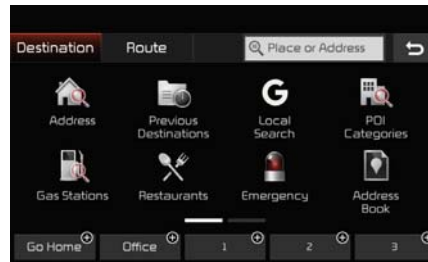 Destination
Route
Place or Address
Address
Previous
Destinations
G
Local
Search
POI
Categories
Gas Stations
Restaurants
Emergency
Address
Book
Go Home
Office
1
2
3